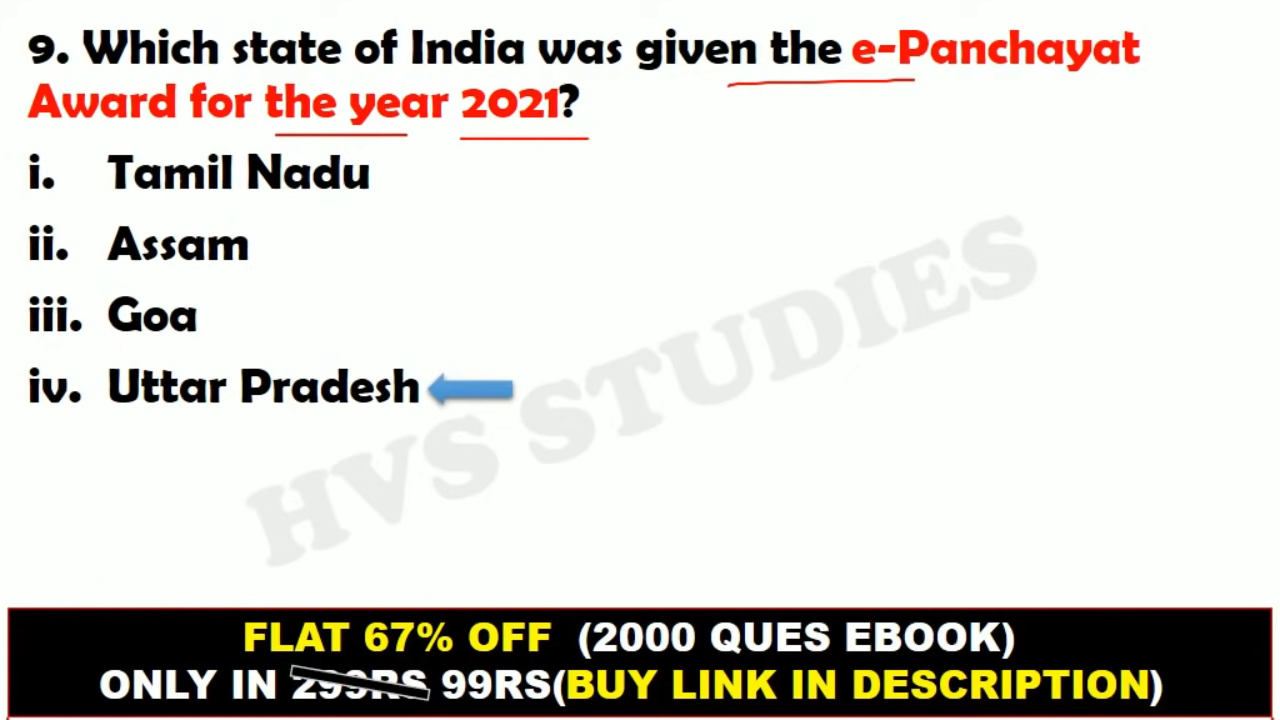 9. Which state of India was given the e-Panchayat
Award for the year 2021?
i. Tamil Nadu
ii. Assam
iii. Goa
iv. Uttar Pradesh
HVS STUDIES
FLAT 67% OFF (2000 QUES EBOOK)
ONLY IN 299RS 99RS(BUY LINK IN DESCRIPTION)